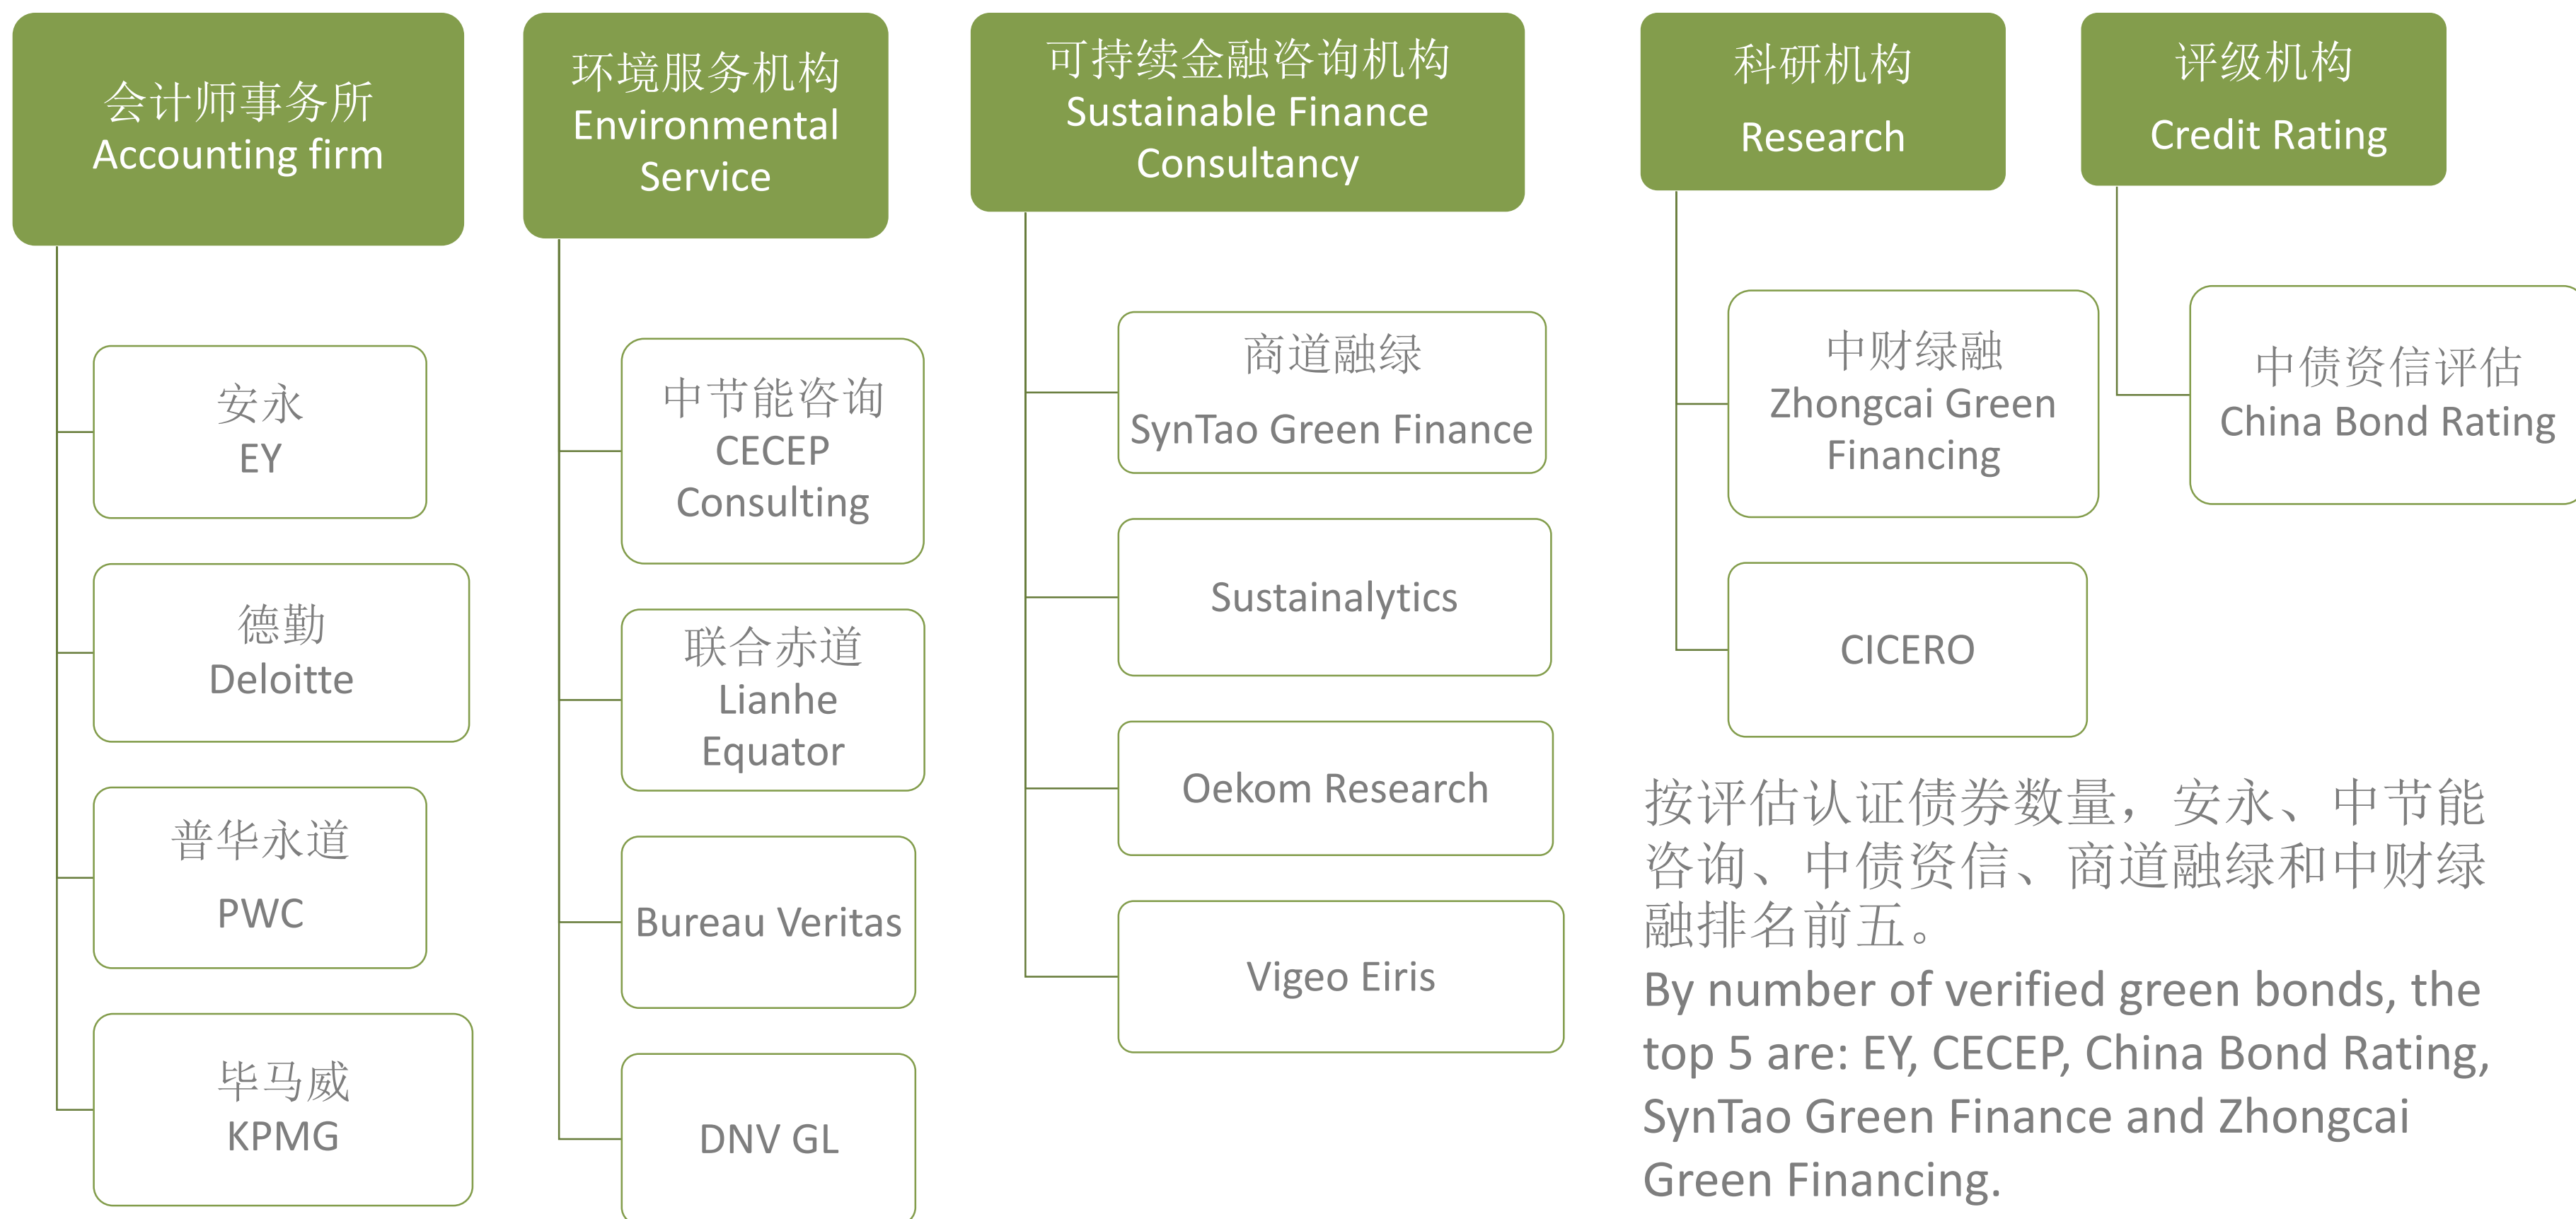 会计师事务所
Accounting firm
安永
EY
德勤
Deloitte
普华永道
PWC
毕马威
KPMG
环境服务机构
Environmental
Service
中节能咨询
CECEP
Consulting
联合赤道
Lianhe
Equator
Bureau Veritas
DNV GL
可持续金融咨询机构
Sustainable Finance
Consultancy
商道融绿
SynTao Green Finance
Sustainalytics
Oekom Research
Vigeo Eiris
科研机构
Research
中财绿融
Zhongcai Green
Financing
CICERO
评级机构
Credit Rating
中债资信评估
China Bond Rating
按评估认证债券数量，安永、中节能
咨询、中债资信、商道融绿和中财绿
融排名前五。
By number of verified green bonds, the
top 5 are: EY, CECEP, China Bond Rating,
SynTao Green Finance and Zhongcai
Green Financing.